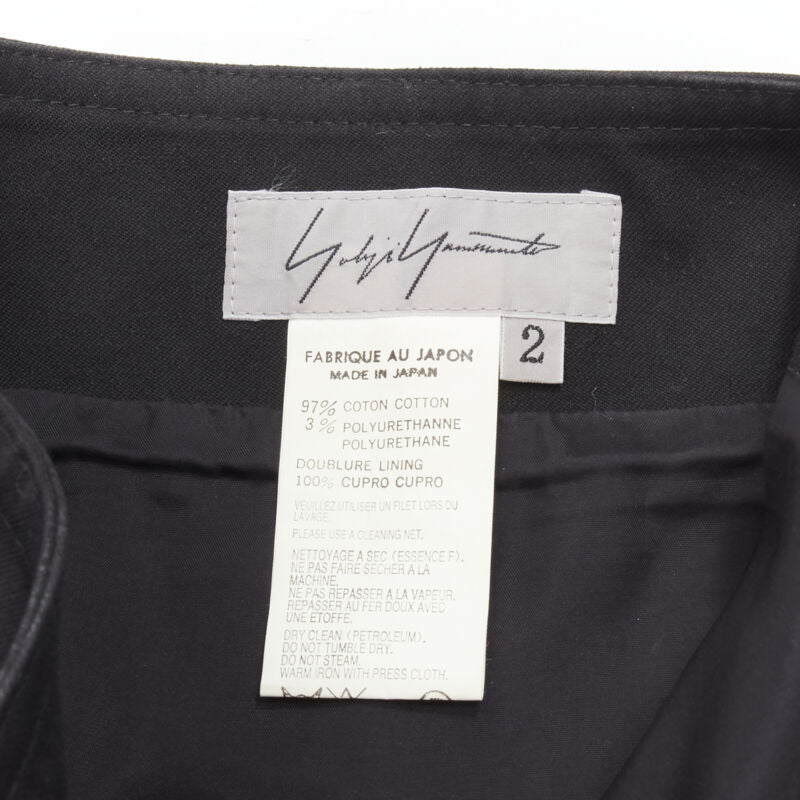 Yohji Yamamoto
2
FABRIQUE AU JAPON
MADE IN JAPAN
97% COTON COTTON
3% POLYURETHANNE
POLYURETHANE
DOUBLURE LINING
100% CUPRO CUPRO
VEUILLEZ UTILISER UN FILET LORS DU
LAVAGE.
PLEASE USE A CLEANING NET.
NETTOYAGE A SEC (ESSENCE F).
NE PAS FAIRE SECHER A LA
MACHINE.
NE PAS REPASSER A LA VAPEUR.
REPASSER AU FER DOUX AVEC
UNE ETOFFE.
DRY CLEAN (PETROLEUM).
DO NOT TUMBLE DRY.
DO NOT STEAM.
WARM IRON WITH PRESS CLOTH.